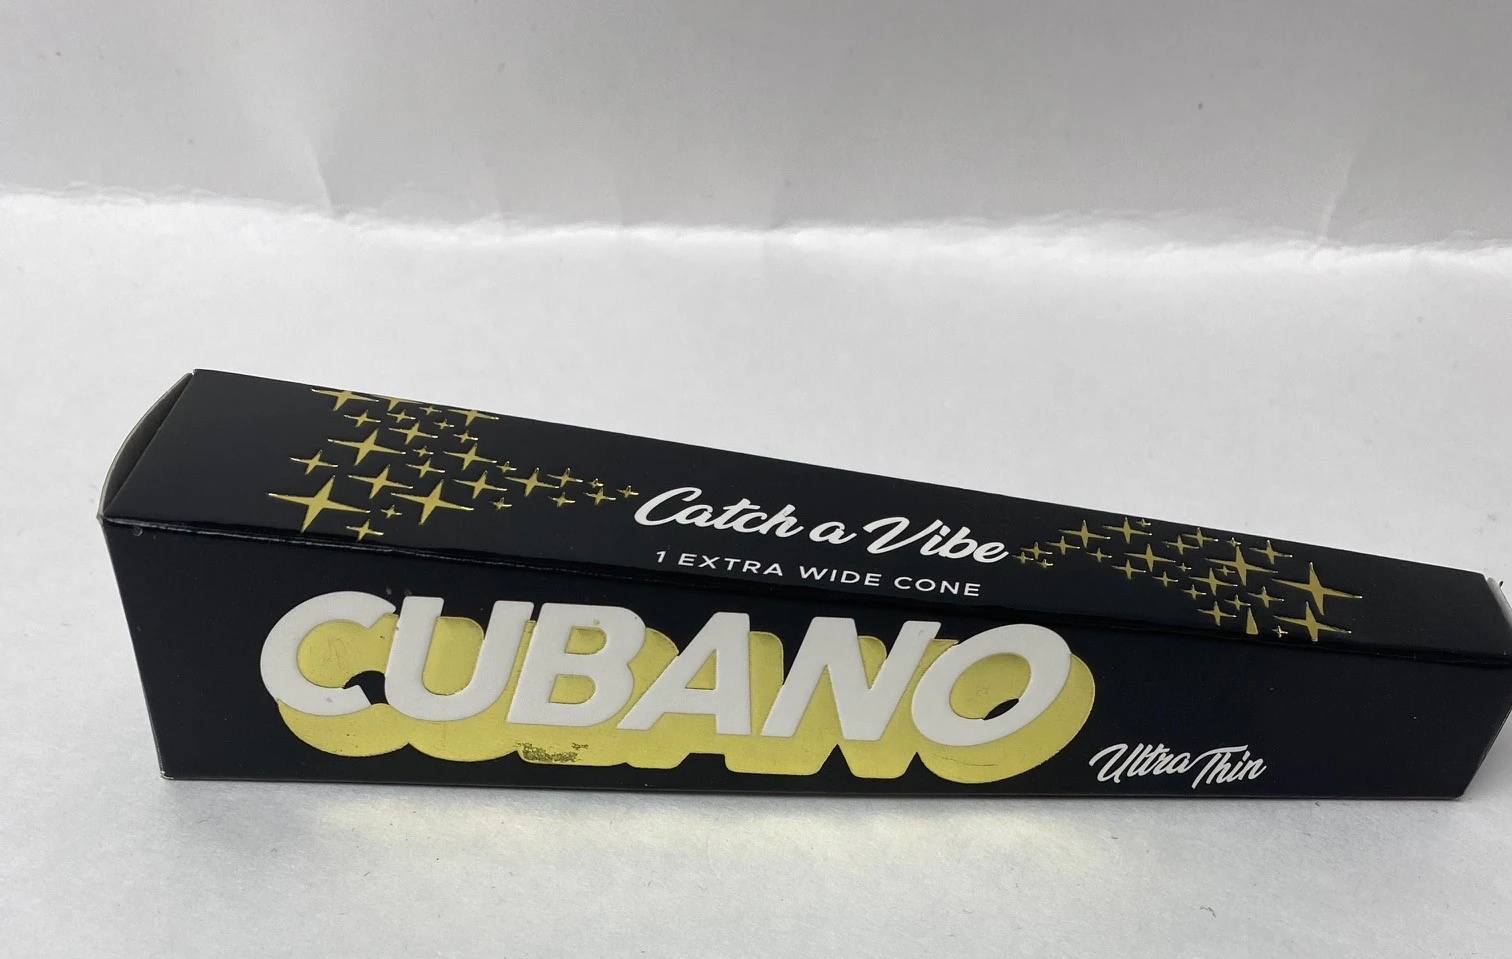 Catch a Vibe
1 EXTRA WIDE CONE
CUBANO
Ultra Thin